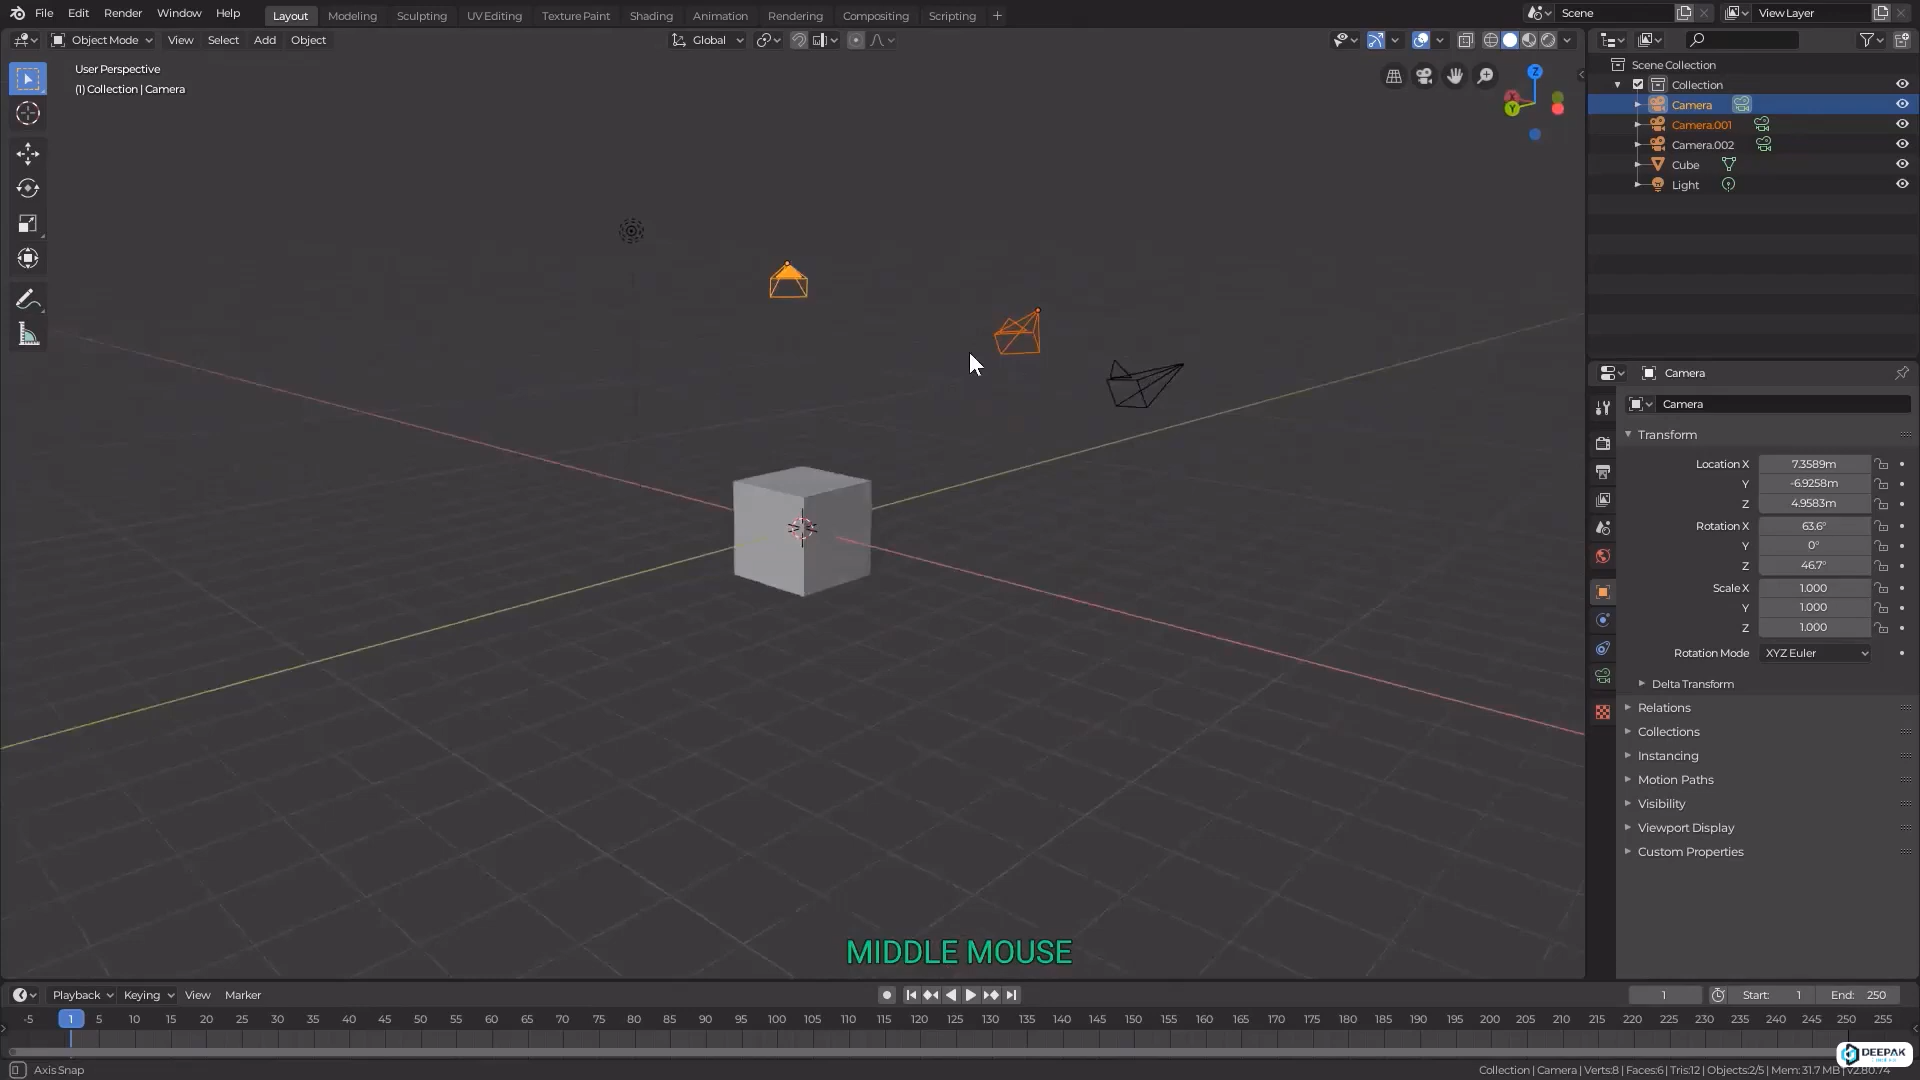 File Edit Render Window Help Layout Modeling Sculpting UV Editing Texture Paint Shading Animation Rendering Compositing Scripting + Scene View Layer
Object Mode View Select Add Object Global
User Perspective
(1) Collection | Camera
Z
X
Y
Scene Collection
Collection
Camera
Camera.001
Camera.002
Cube
Light
Camera
Camera
Transform
Location X 7.3589m
Y -6.9258m
Z 4.9583m
Rotation X 63.6°
Y 0°
Z 46.7°
Scale X 1.000
Y 1.000
Z 1.000
Rotation Mode XYZ Euler
Delta Transform
Relations
Collections
Instancing
Motion Paths
Visibility
Viewport Display
Custom Properties
MIDDLE MOUSE
Playback Keying View Marker 1 Start: 1 End: 250
-5 1 5 10 15 20 25 30 35 40 45 50 55 60 65 70 75 80 85 90 95 100 105 110 115 120 125 130 135 140 145 150 155 160 165 170 175 180 185 190 195 200 205 210 215 220 225 230 235 240 245 250 255
DEEPAK
Axis Snap
Collection | Camera | Verts:8 | Faces:6 | Tris:12 | Objects:2/5 | Mem: 31.7 MB | v2.80.74